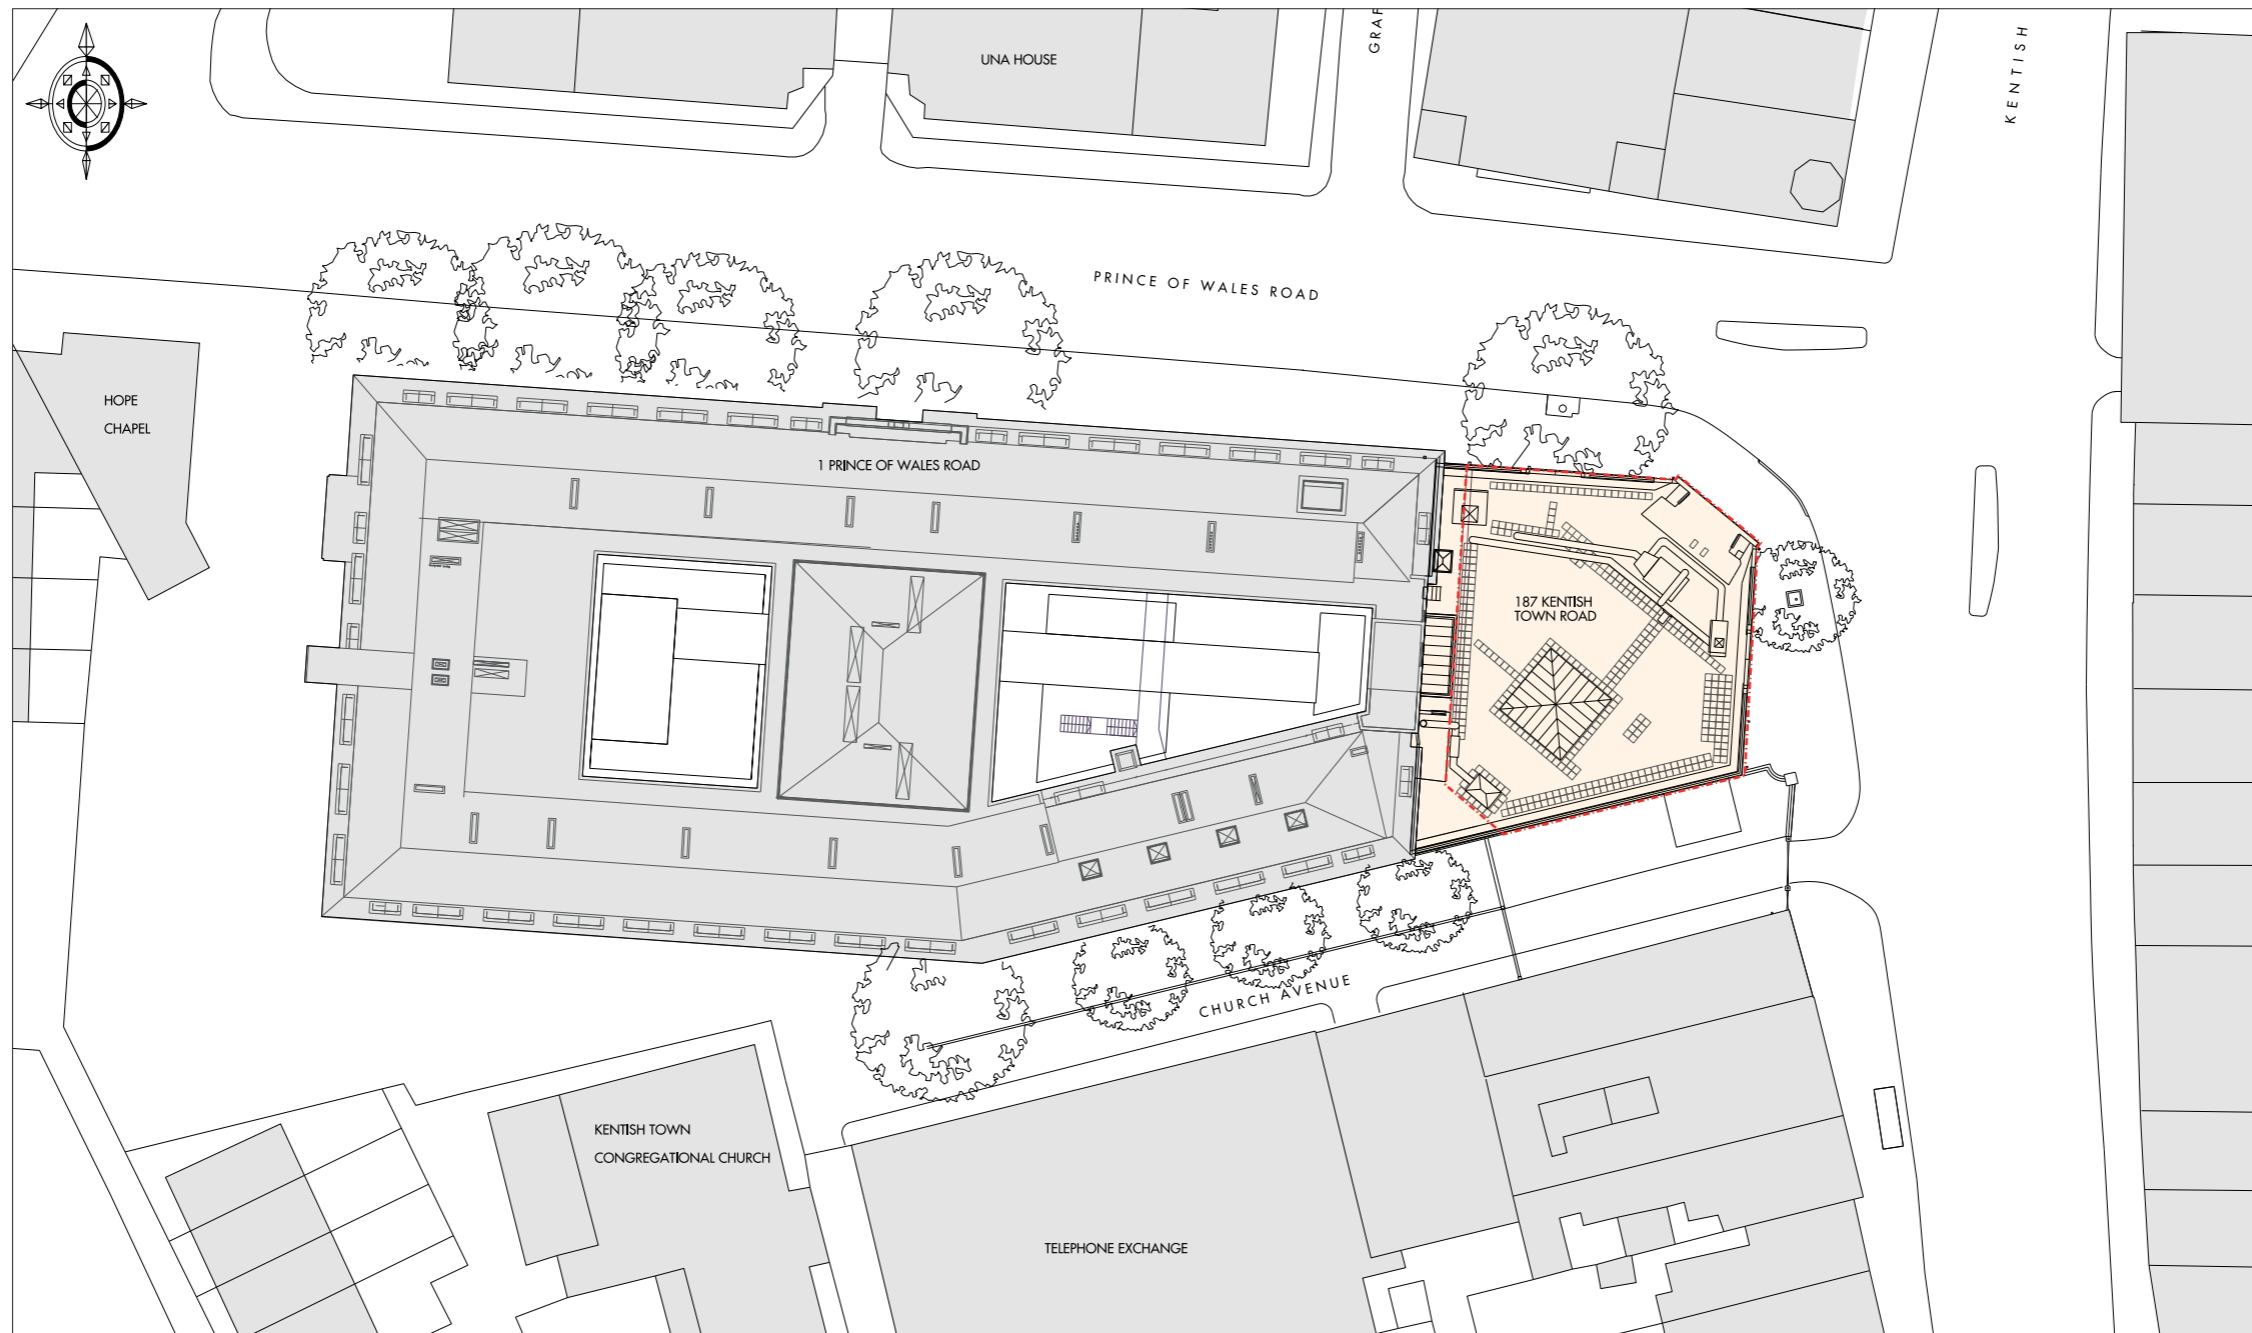 UNA HOUSE
GRAF
KENTISH
PRINCE OF WALES ROAD
HOPE
CHAPEL
1 PRINCE OF WALES ROAD
187 KENTISH
TOWN ROAD
CHURCH AVENUE
KENTISH TOWN
CONGREGATIONAL CHURCH
TELEPHONE EXCHANGE